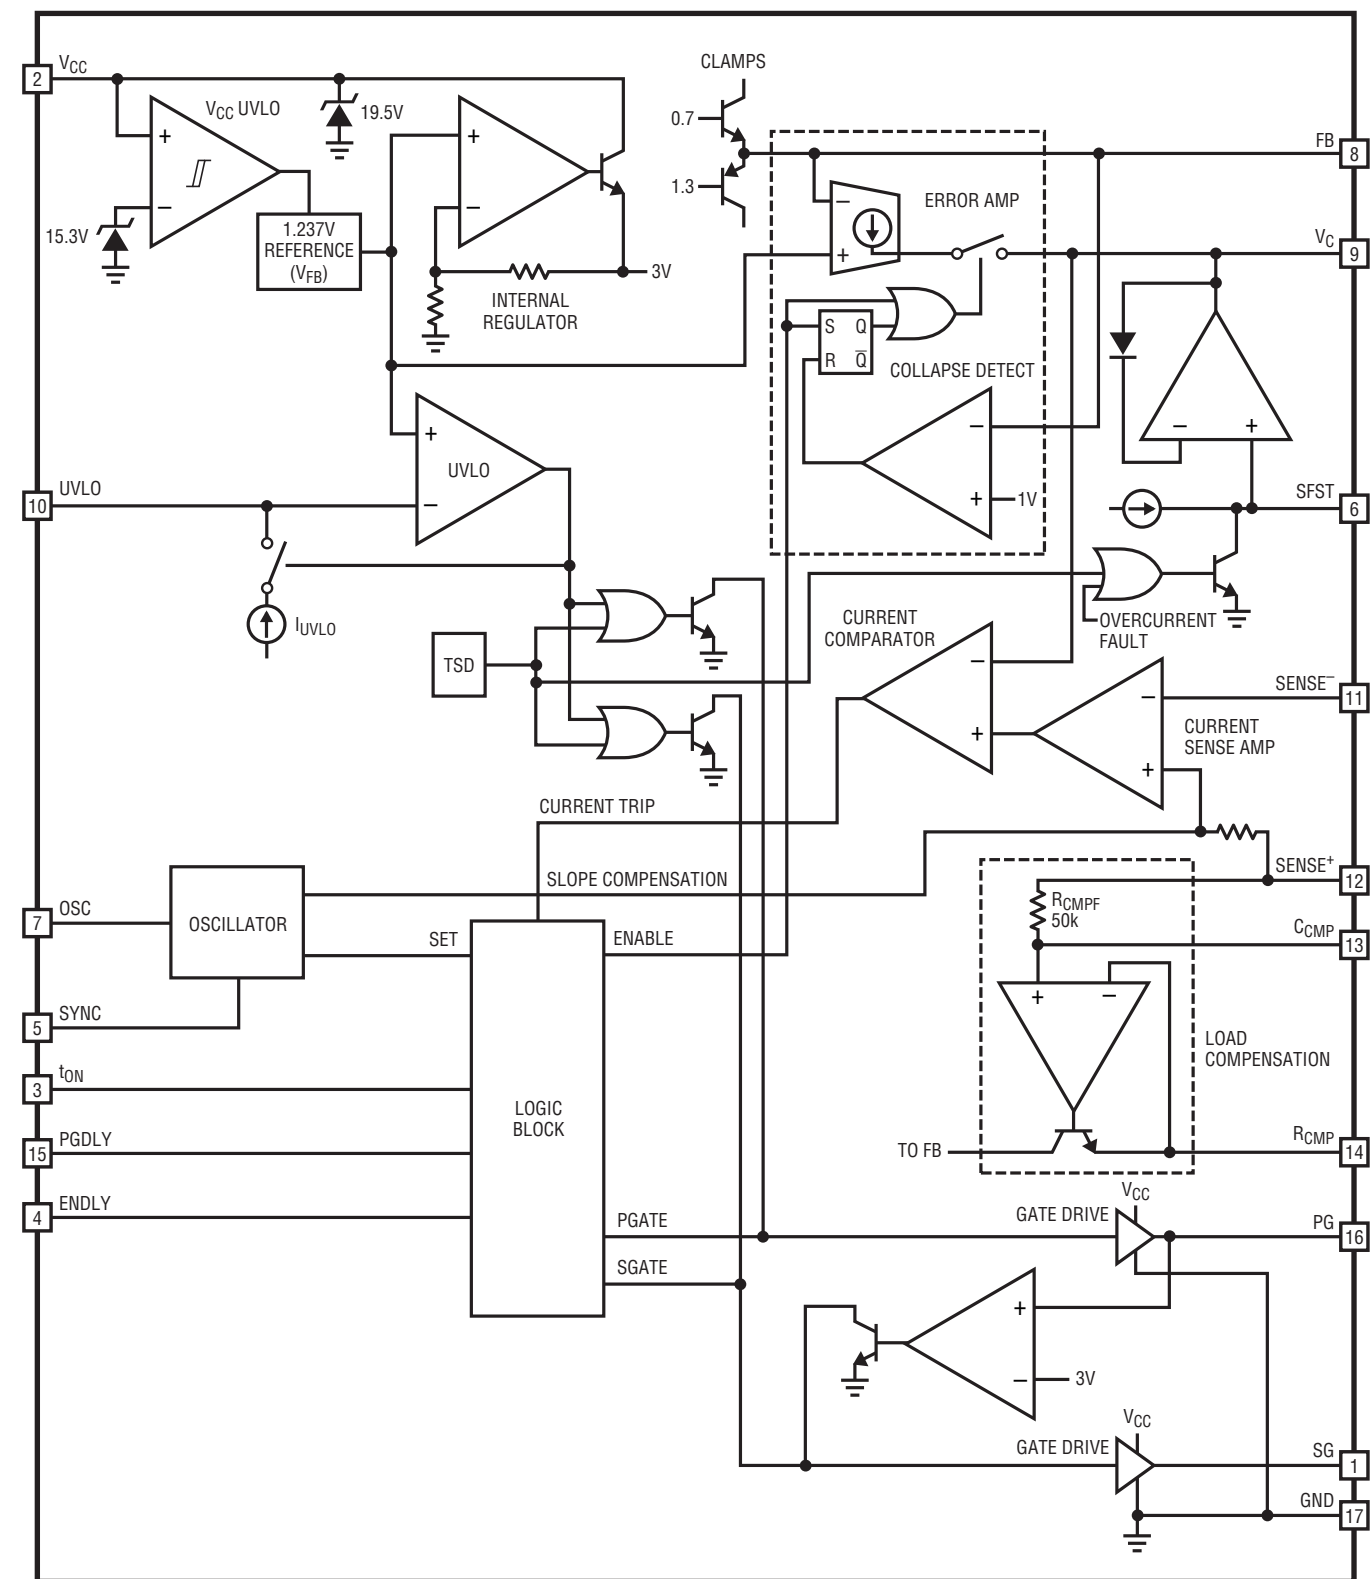 CLAMPS
2
VCC
VCC UVLO
19.5V
+
+
0.7
FB
8
−
−
1.3
−
ERROR AMP
15.3V
1.237V
REFERENCE
(VFB)
+
VC
9
3V
INTERNAL
REGULATOR
S Q
R Q̅
COLLAPSE DETECT
+
UVLO
−
− +
−
10
UVLO
+
1V
SFST
6
IUVLO
TSD
CURRENT
COMPARATOR
OVERCURRENT
FAULT
−
+
−
+
SENSE−
11
CURRENT
SENSE AMP
CURRENT TRIP
SLOPE COMPENSATION
SENSE+
12
RCMPF
50k
7
OSC
OSCILLATOR
SET
ENABLE
CCMP
13
+ −
5
SYNC
LOAD
COMPENSATION
3
tON
LOGIC
BLOCK
15
PGDLY
TO FB
RCMP
14
4
ENDLY
VCC
PGATE
GATE DRIVE
PG
16
SGATE
+
−
3V
VCC
GATE DRIVE
SG
1
GND
17